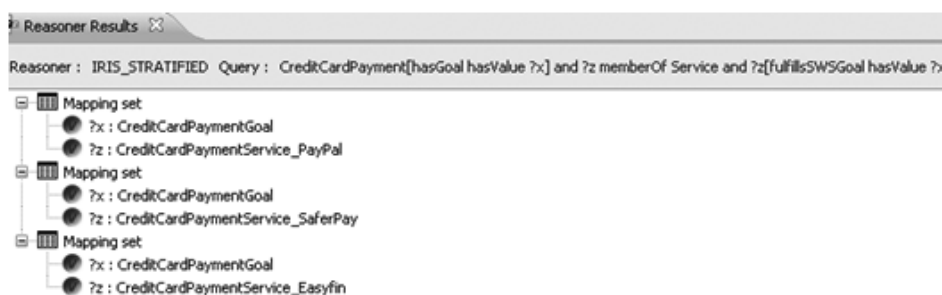 Reasoner Results
Reasoner : IRIS_STRATIFIED Query : CreditCardPayment[hasGoal hasValue ?x] and ?z memberOf Service and ?z[fulfillsSWSGoal hasValue ?x
Mapping set
?x : CreditCardPaymentGoal
?z : CreditCardPaymentService_PayPal
Mapping set
?x : CreditCardPaymentGoal
?z : CreditCardPaymentService_SaferPay
Mapping set
?x : CreditCardPaymentGoal
?z : CreditCardPaymentService_Easyfin